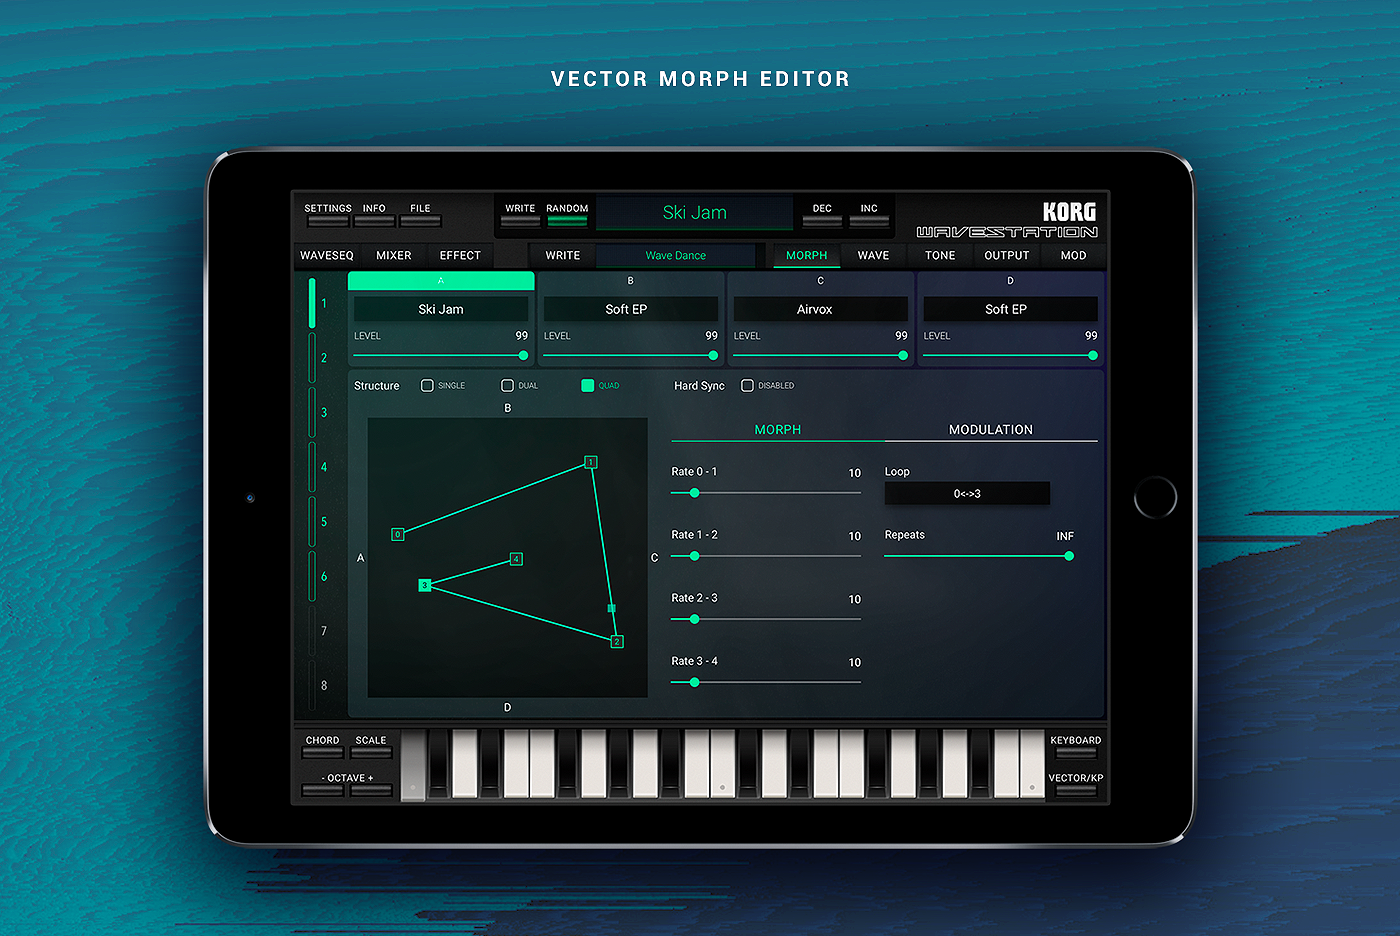 VECTOR MORPH EDITOR
SETTINGS INFO FILE WRITE RANDOM Ski Jam DEC INC KORG
WAVESTATION
WAVESEQ MIXER EFFECT WRITE Wave Dance MORPH WAVE TONE OUTPUT MOD
A B C D
1 Ski Jam Soft EP Airvox Soft EP
LEVEL 99 LEVEL 99 LEVEL 99 LEVEL 99
2
Structure SINGLE DUAL QUAD Hard Sync DISABLED
B
3
MORPH MODULATION
1
4 Rate 0 - 1 10 Loop
0<->3
5
0 Rate 1 - 2 10 Repeats INF
A 4 C
6 3
Rate 2 - 3 10
7
2
Rate 3 - 4 10
8
D
CHORD SCALE KEYBOARD
- OCTAVE + VECTOR/KP